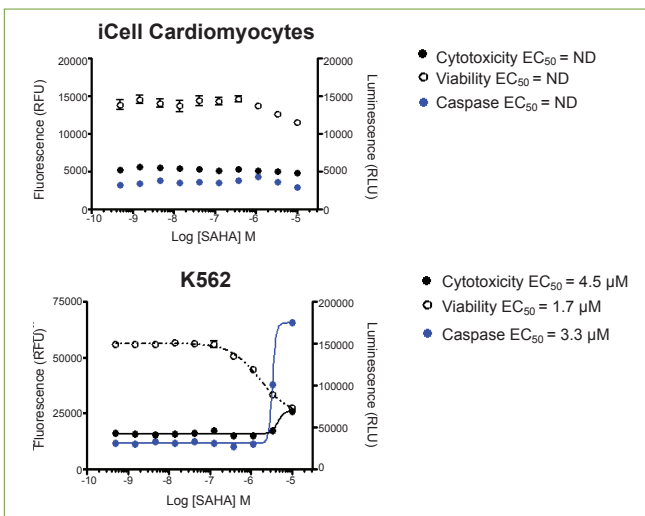 iCell Cardiomyocytes
Cytotoxicity EC50 = ND
Viability EC50 = ND
Caspase EC50 = ND
Fluorescence (RFU)
20000
15000
10000
5000
0
20000
15000
10000
5000
0
Luminescence (RLU)
-10 -9 -8 -7 -6 -5 -4
Log [SAHA] M
K562
Cytotoxicity EC50 = 4.5 µM
Viability EC50 = 1.7 µM
Caspase EC50 = 3.3 µM
Fluorescence (RFU)
75000
50000
25000
0
200000
150000
100000
50000
0
Luminescence (RLU)
-10 -9 -8 -7 -6 -5 -4
Log [SAHA] M